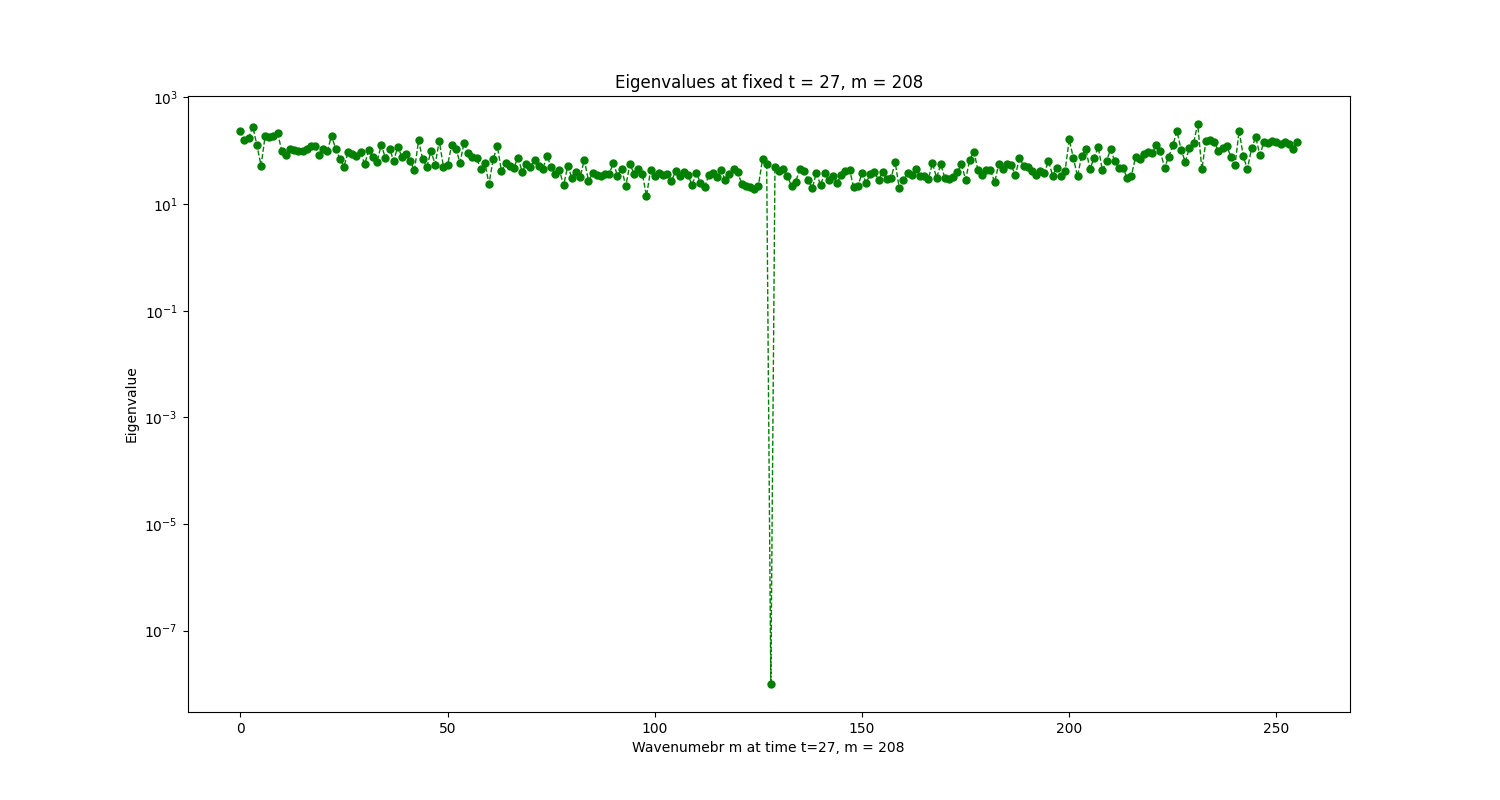 Eigenvalues at fixed t = 27, m = 208
10³
10¹
10⁻¹
10⁻³
10⁻⁵
10⁻⁷
Eigenvalue
0 50 100 150 200 250
Wavenumebr m at time t=27, m = 208